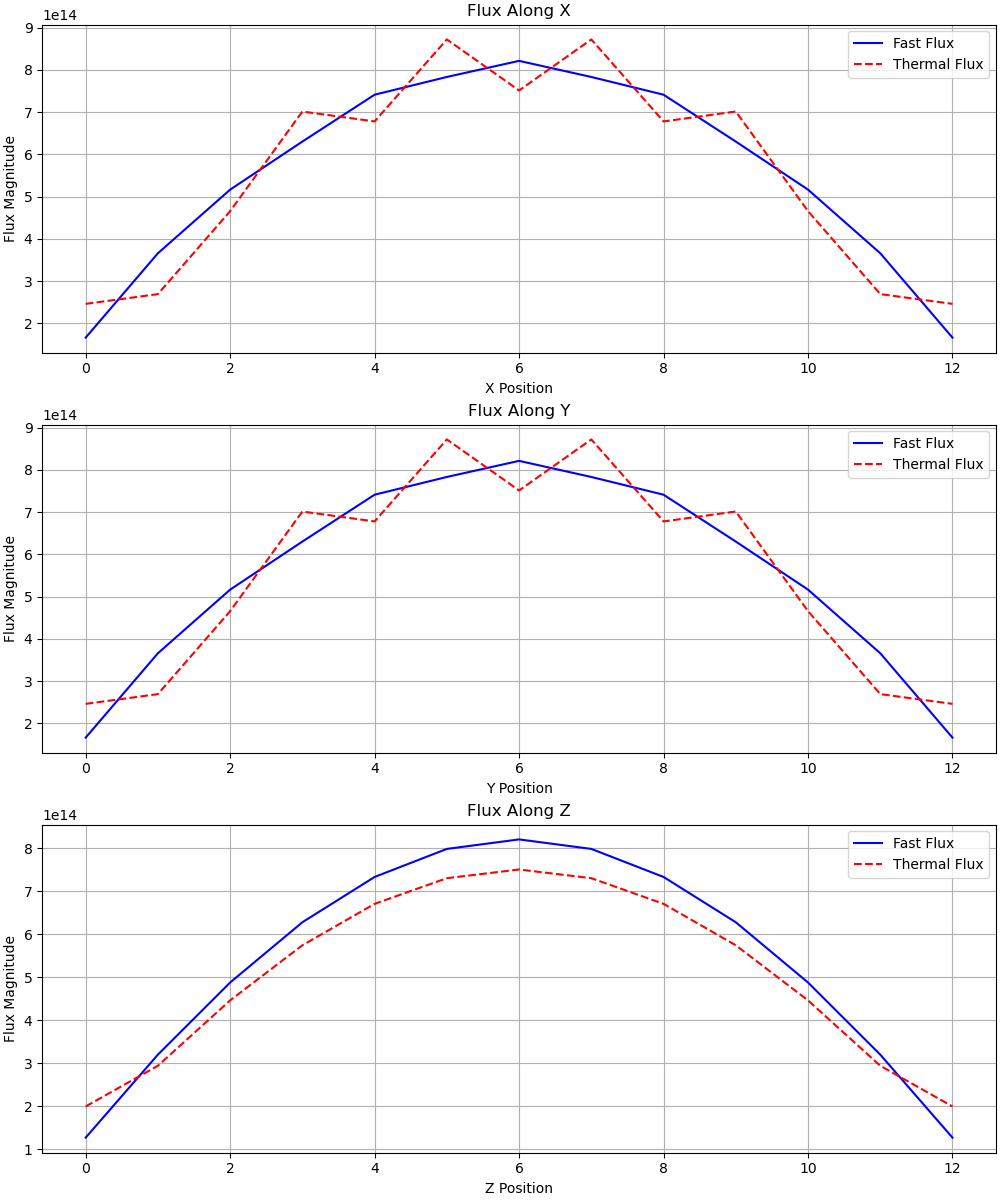 Flux Along X
1e14
9
8
7
6
5
4
3
2
Flux Magnitude
Fast Flux
Thermal Flux
0 2 4 6 8 10 12
X Position
Flux Along Y
1e14
9
8
7
6
5
4
3
2
Flux Magnitude
Fast Flux
Thermal Flux
0 2 4 6 8 10 12
Y Position
Flux Along Z
1e14
8
7
6
5
4
3
2
1
Flux Magnitude
Fast Flux
Thermal Flux
0 2 4 6 8 10 12
Z Position